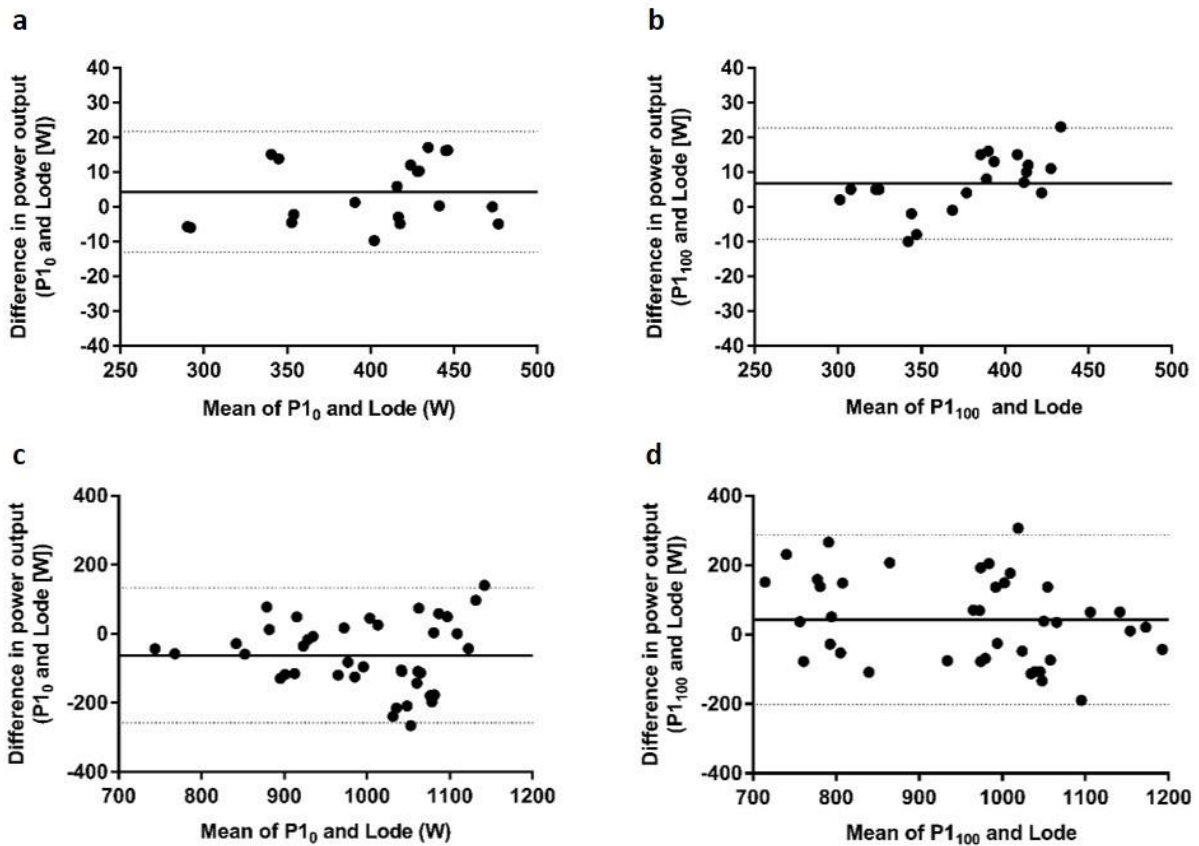 a
Difference in power output
(P1₀ and Lode [W])
40
30
20
10
0
-10
-20
-30
-40
250 300 350 400 450 500
Mean of P1₀ and Lode (W)
b
Difference in power output
(P1₁₀₀ and Lode [W])
40
30
20
10
0
-10
-20
-30
-40
250 300 350 400 450 500
Mean of P1₁₀₀ and Lode
c
Difference in power output
(P1₀ and Lode [W])
400
200
0
-200
-400
700 800 900 1000 1100 1200
Mean of P1₀ and Lode (W)
d
Difference in power output
(P1₁₀₀ and Lode [W])
400
200
0
-200
-400
700 800 900 1000 1100 1200
Mean of P1₁₀₀ and Lode